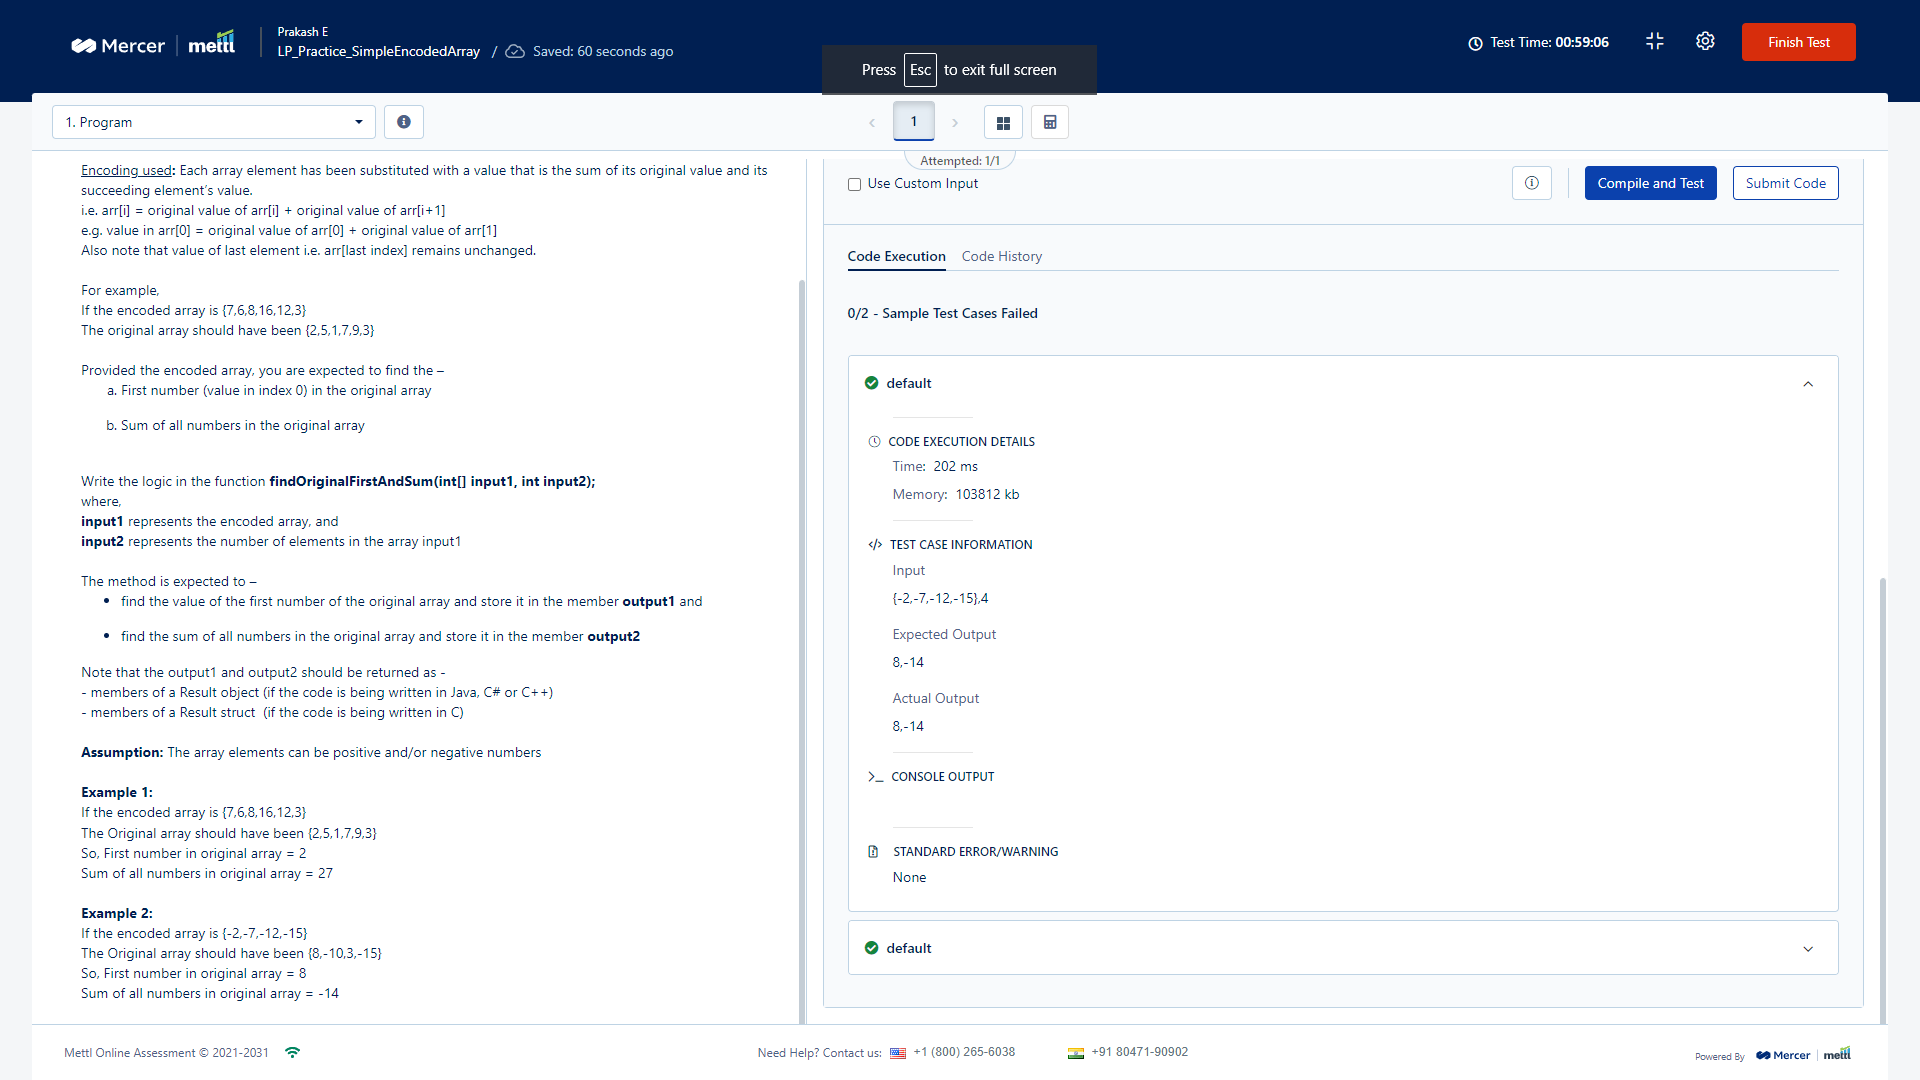 Mercer | mettl
Prakash E
LP_Practice_SimpleEncodedArray / Saved: 60 seconds ago
Press Esc to exit full screen
Test Time: 00:59:06
Finish Test
1. Program
1
Attempted: 1/1
Encoding used: Each array element has been substituted with a value that is the sum of its original value and its
succeeding element's value.
i.e. arr[i] = original value of arr[i] + original value of arr[i+1]
e.g. value in arr[0] = original value of arr[0] + original value of arr[1]
Also note that value of last element i.e. arr[last index] remains unchanged.
For example,
If the encoded array is {7,6,8,16,12,3}
The original array should have been {2,5,1,7,9,3}
Provided the encoded array, you are expected to find the –
a. First number (value in index 0) in the original array
b. Sum of all numbers in the original array
Write the logic in the function findOriginalFirstAndSum(int[] input1, int input2);
where,
input1 represents the encoded array, and
input2 represents the number of elements in the array input1
The method is expected to –
• find the value of the first number of the original array and store it in the member output1 and
• find the sum of all numbers in the original array and store it in the member output2
Note that the output1 and output2 should be returned as -
- members of a Result object (if the code is being written in Java, C# or C++)
- members of a Result struct (if the code is being written in C)
Assumption: The array elements can be positive and/or negative numbers
Example 1:
If the encoded array is {7,6,8,16,12,3}
The Original array should have been {2,5,1,7,9,3}
So, First number in original array = 2
Sum of all numbers in original array = 27
Example 2:
If the encoded array is {-2,-7,-12,-15}
The Original array should have been {8,-10,3,-15}
So, First number in original array = 8
Sum of all numbers in original array = -14
Use Custom Input
Compile and Test
Submit Code
Code Execution
Code History
0/2 - Sample Test Cases Failed
default
CODE EXECUTION DETAILS
Time: 202 ms
Memory: 103812 kb
</> TEST CASE INFORMATION
Input
{-2,-7,-12,-15},4
Expected Output
8,-14
Actual Output
8,-14
>_ CONSOLE OUTPUT
STANDARD ERROR/WARNING
None
default
Mettl Online Assessment © 2021-2031
Need Help? Contact us: +1 (800) 265-6038
+91 80471-90902
Powered By Mercer | mettl